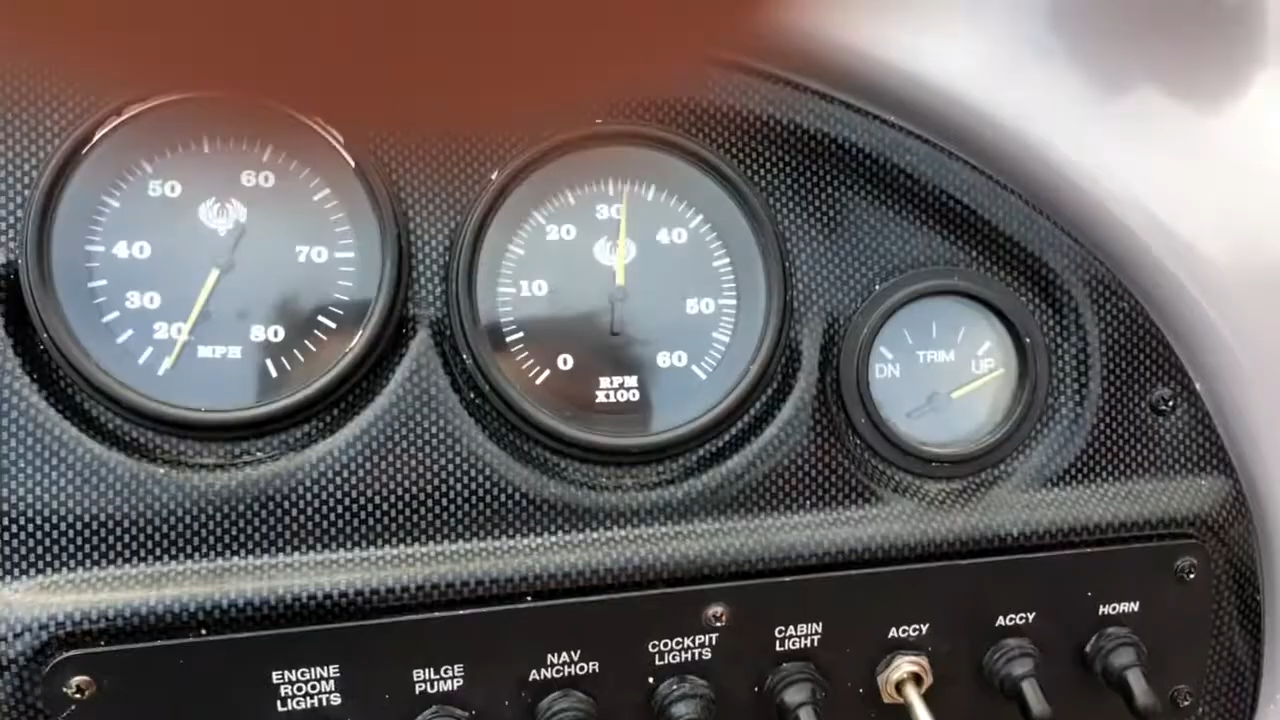 50
60
40
70
30
20
80
MPH
30
20
40
10
50
0
60
RPM
X100
TRIM
DN
UP
ENGINE
ROOM
LIGHTS
BILGE
PUMP
NAV
ANCHOR
COCKPIT
LIGHTS
CABIN
LIGHT
ACCY
ACCY
HORN